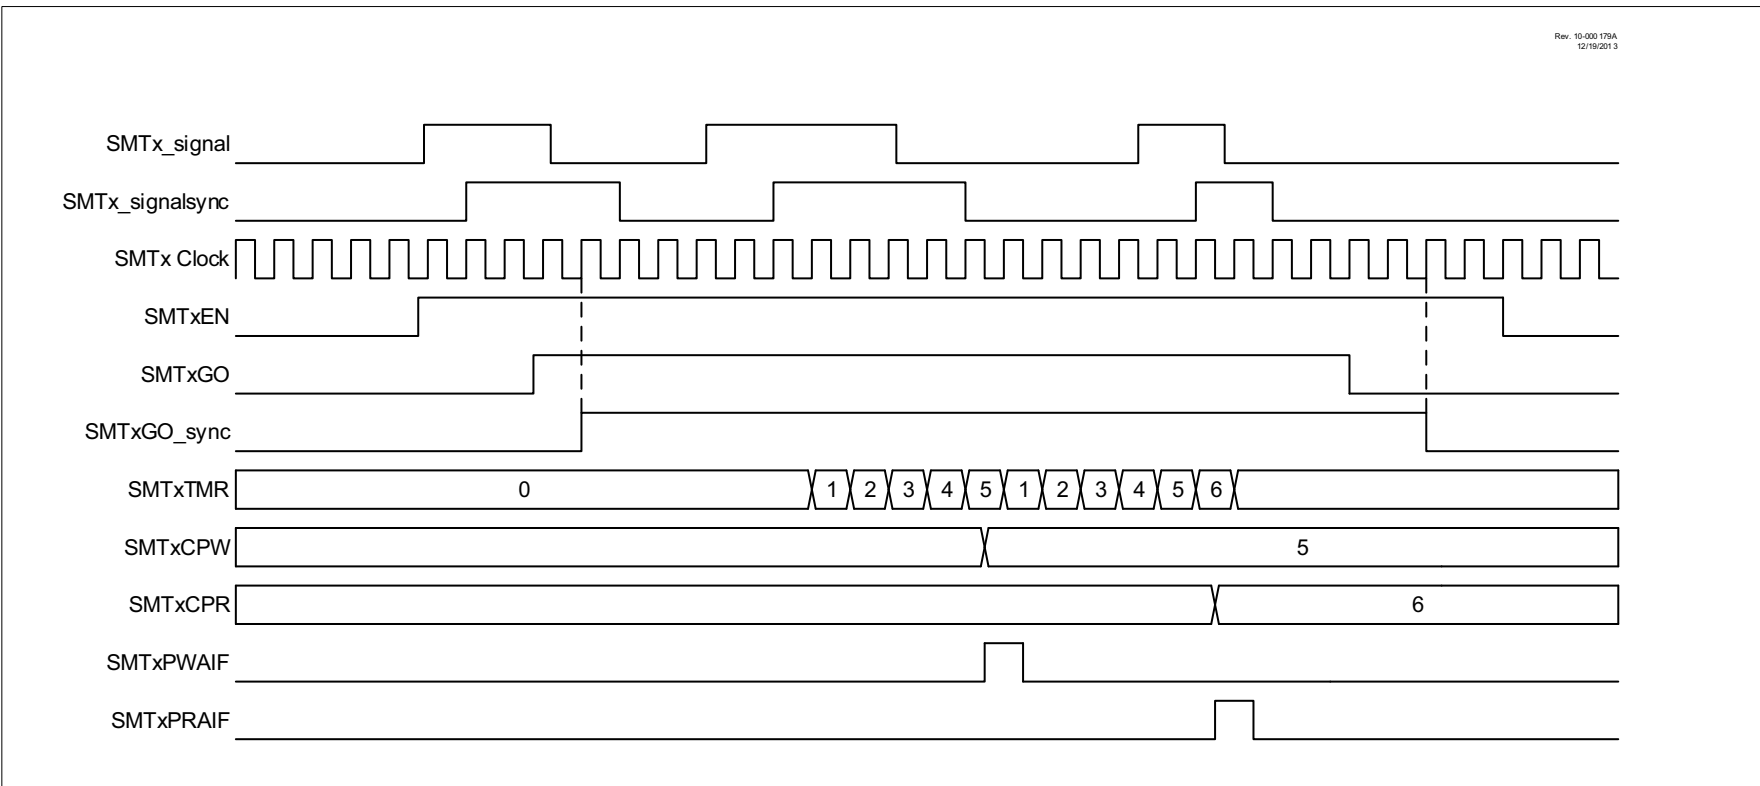 Rev. 10-000 179A
12/19/201 3
SMTx_signal
SMTx_signalsync
SMTx Clock
SMTxEN
SMTxGO
SMTxGO_sync
SMTxTMR 0 1 2 3 4 5 1 2 3 4 5 6
SMTxCPW 5
SMTxCPR 6
SMTxPWAIF
SMTxPRAIF